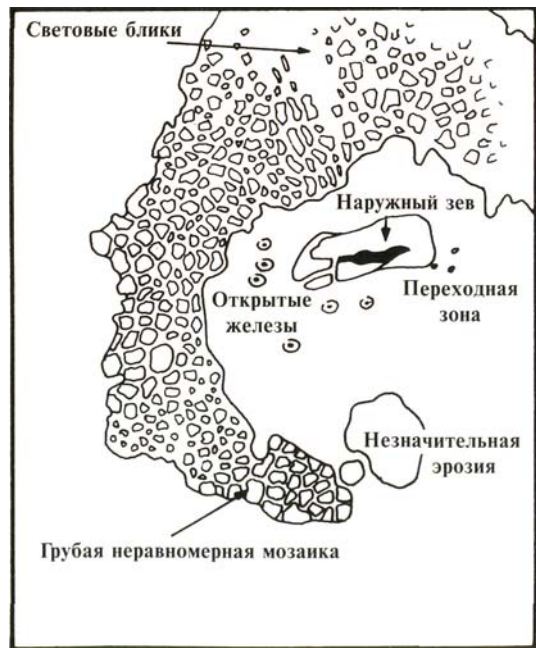 Световые блики
Наружный зев
Открытые
железы
Переходная
зона
Незначительная
эрозия
Грубая неравномерная мозаика